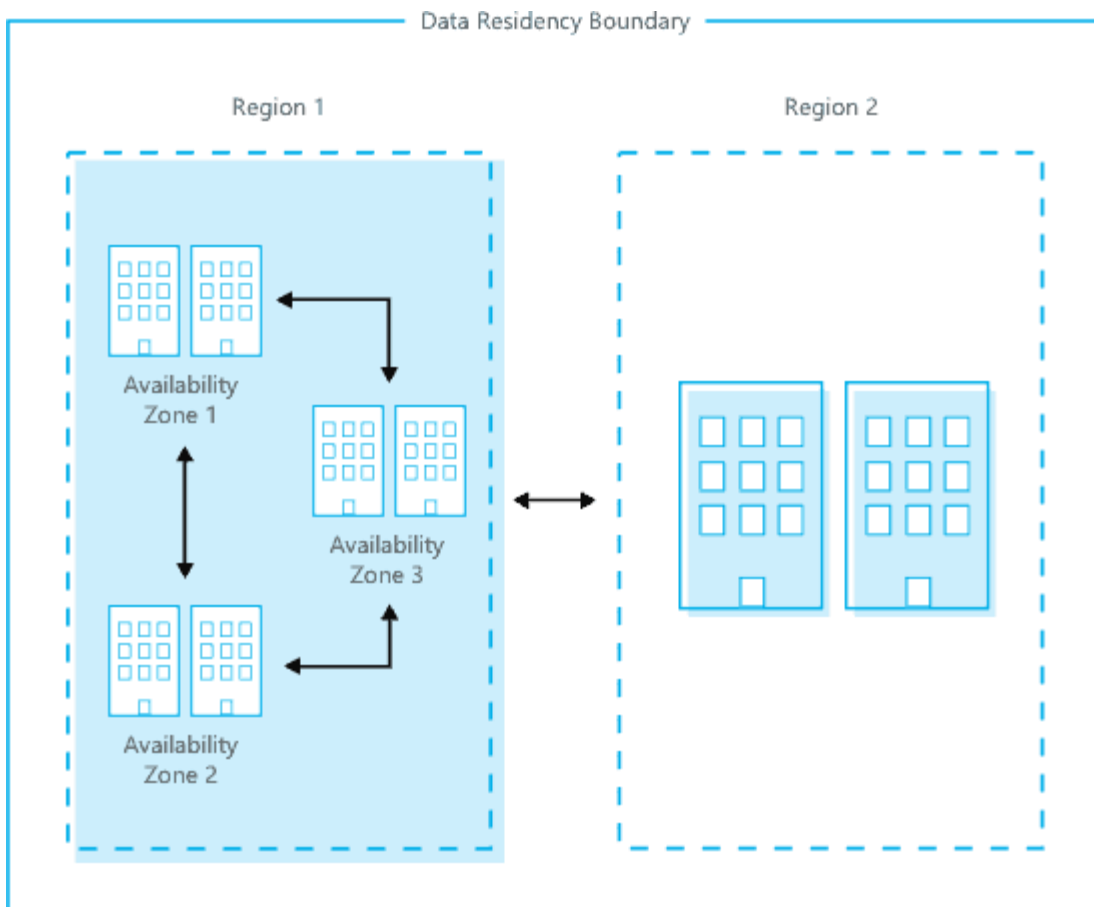 Data Residency Boundary
Region 1
Region 2
Availability
Zone 1
Availability
Zone 3
Availability
Zone 2